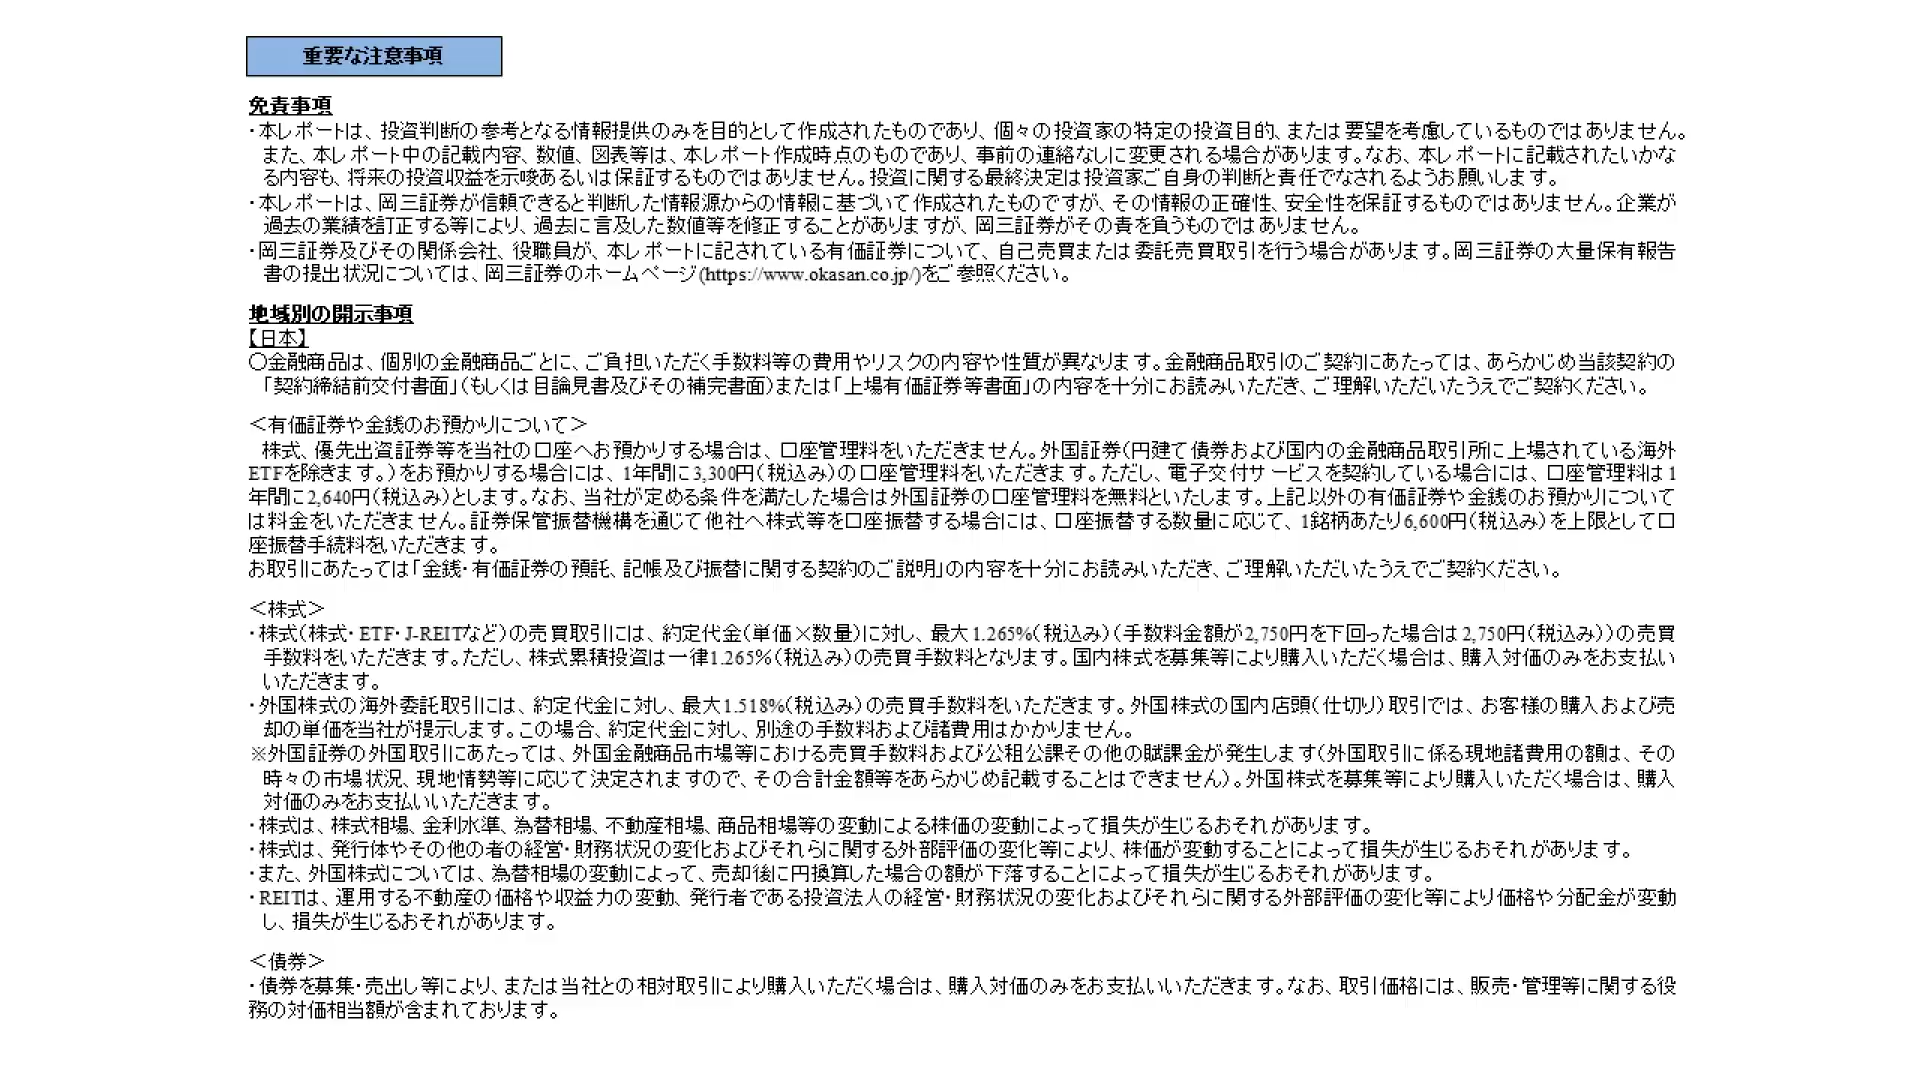 重要な注意事項
免責事項
・本レポートは、投資判断の参考となる情報提供のみを目的として作成されたものであり、個々の投資家の特定の投資目的、または要望を考慮しているものではありません。
また、本レポート中の記載内容、数値、図表等は、本レポート作成時点のものであり、事前の連絡なしに変更される場合があります。なお、本レポートに記載されたいかな
る内容も、将来の投資収益を示唆あるいは保証するものではありません。投資に関する最終決定は投資家ご自身の判断と責任でなされるようお願いします。
・本レポートは、岡三証券が信頼できると判断した情報源からの情報に基づいて作成されたものですが、その情報の正確性、安全性を保証するものではありません。企業が
過去の業績を訂正する等により、過去に言及した数値等を修正することがありますが、岡三証券がその責を負うものではありません。
・岡三証券及びその関係会社、役職員が、本レポートに記されている有価証券について、自己売買または委託売買取引を行う場合があります。岡三証券の大量保有報告
書の提出状況については、岡三証券のホームページ(https://www.okasan.co.jp/)をご参照ください。
地域別の開示事項
【日本】
○金融商品は、個別の金融商品ごとに、ご負担いただく手数料等の費用やリスクの内容や性質が異なります。金融商品取引のご契約にあたっては、あらかじめ当該契約の
「契約締結前交付書面」（もしくは目論見書及びその補完書面）または「上場有価証券等書面」の内容を十分にお読みいただき、ご理解いただいたうえでご契約ください。
＜有価証券や金銭のお預かりについて＞
株式、優先出資証券等を当社の口座へお預かりする場合は、口座管理料をいただきません。外国証券（円建て債券および国内の金融商品取引所に上場されている海外
ETFを除きます。）をお預かりする場合には、1年間に3,300円（税込み）の口座管理料をいただきます。ただし、電子交付サービスを契約している場合には、口座管理料は1
年間に2,640円（税込み）とします。なお、当社が定める条件を満たした場合は外国証券の口座管理料を無料といたします。上記以外の有価証券や金銭のお預かりについて
は料金をいただきません。証券保管振替機構を通じて他社へ株式等を口座振替する場合には、口座振替する数量に応じて、1銘柄あたり6,600円（税込み）を上限として口
座振替手続料をいただきます。
お取引にあたっては「金銭・有価証券の預託、記帳及び振替に関する契約のご説明」の内容を十分にお読みいただき、ご理解いただいたうえでご契約ください。
＜株式＞
・株式（株式・ETF・J-REITなど）の売買取引には、約定代金（単価×数量）に対し、最大1.265%（税込み）（手数料金額が2,750円を下回った場合は2,750円（税込み））の売買
手数料をいただきます。ただし、株式累積投資は一律1.265%（税込み）の売買手数料となります。国内株式を募集等により購入いただく場合は、購入対価のみをお支払い
いただきます。
・外国株式の海外委託取引には、約定代金に対し、最大1.518%（税込み）の売買手数料をいただきます。外国株式の国内店頭（仕切り）取引では、お客様の購入および売
却の単価を当社が提示します。この場合、約定代金に対し、別途の手数料および諸費用はかかりません。
※外国証券の外国取引にあたっては、外国金融商品市場等における売買手数料および公租公課その他の賦課金が発生します（外国取引に係る現地諸費用の額は、その
時々の市場状況、現地情勢等に応じて決定されますので、その合計金額等をあらかじめ記載することはできません）。外国株式を募集等により購入いただく場合は、購入
対価のみをお支払いいただきます。
・株式は、株式相場、金利水準、為替相場、不動産相場、商品相場等の変動による株価の変動によって損失が生じるおそれがあります。
・株式は、発行体やその他の者の経営・財務状況の変化およびそれらに関する外部評価の変化等により、株価が変動することによって損失が生じるおそれがあります。
・また、外国株式については、為替相場の変動によって、売却後に円換算した場合の額が下落することによって損失が生じるおそれがあります。
・REITは、運用する不動産の価格や収益力の変動、発行者である投資法人の経営・財務状況の変化およびそれらに関する外部評価の変化等により価格や分配金が変動
し、損失が生じるおそれがあります。
＜債券＞
・債券を募集・売出し等により、または当社との相対取引により購入いただく場合は、購入対価のみをお支払いいただきます。なお、取引価格には、販売・管理等に関する役
務の対価相当額が含まれております。